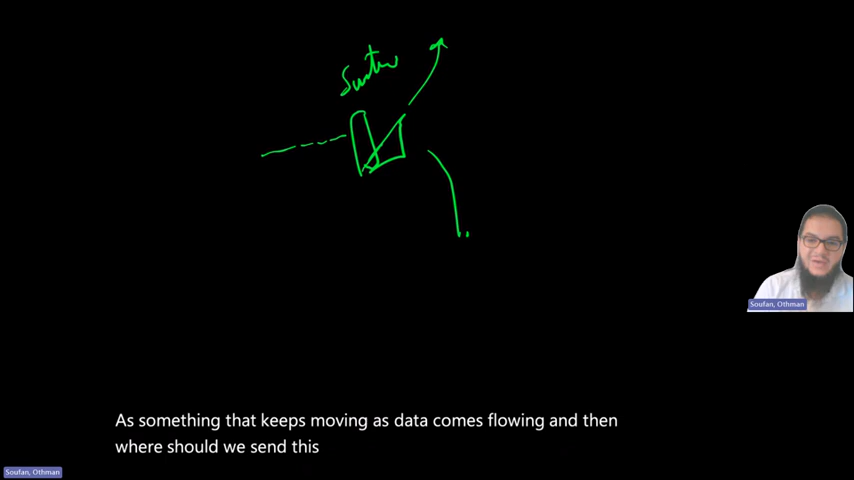 Soufan, Othman
As something that keeps moving as data comes flowing and then
where should we send this
Soufan, Othman